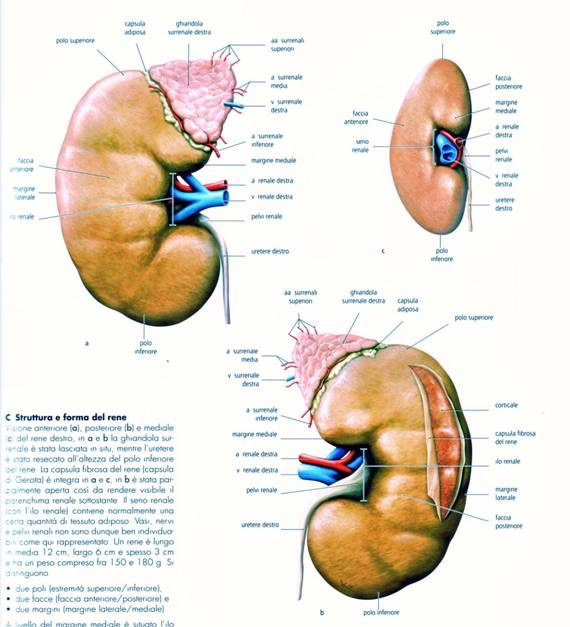 capsula
adiposa
ghiandola
surrenale destra
aa surrenali
superiori
polo superiore
a surrenale
media
v surrenale
destra
a surrenale
inferiore
margine mediale
faccia
anteriore
a renale destra
margine
laterale
v renale destra
ilo renale
pelvi renale
uretere destro
polo
inferiore
a
polo
superiore
faccia
posteriore
margine
mediale
faccia
anteriore
a renale
destra
seno
renale
pelvi
renale
v renale
destra
uretere
destro
polo
inferiore
c
aa surrenali
superiori
ghiandola
surrenale destra
capsula
adiposa
polo superiore
a surrenale
media
v surrenale
destra
corticale
a surrenale
inferiore
margine mediale
capsula fibrosa
del rene
a renale destra
ilo renale
v renale destra
pelvi renale
margine
laterale
uretere destro
faccia
posteriore
polo inferiore
b
C Struttura e forma del rene
Visione anteriore (a), posteriore (b) e mediale
(c) del rene destro, in a e b la ghiandola sur-
renale è stata lasciata in situ, mentre l'uretere
è stato resecato all'altezza del polo inferiore
del rene La capsula fibrosa del rene (capsula
di Gerota) è integra in a e c, in b è stata par-
zialmente aperta così da rendere visibile il
parenchima renale sottostante Il seno renale
(con l'ilo renale) contiene normalmente una
certa quantità di tessuto adiposo Vasi, nervi
e pelvi renali non sono dunque ben individua-
bili come qui rappresentato Un rene è lungo
in media 12 cm, largo 6 cm e spesso 3 cm
e ha un peso compreso fra 150 e 180 g Si
distinguono
• due poli (estremità superiore/inferiore),
• due facce (faccia anteriore/posteriore) e
• due margini (margine laterale/mediale)
A livello del margine mediale è situato l'ilo